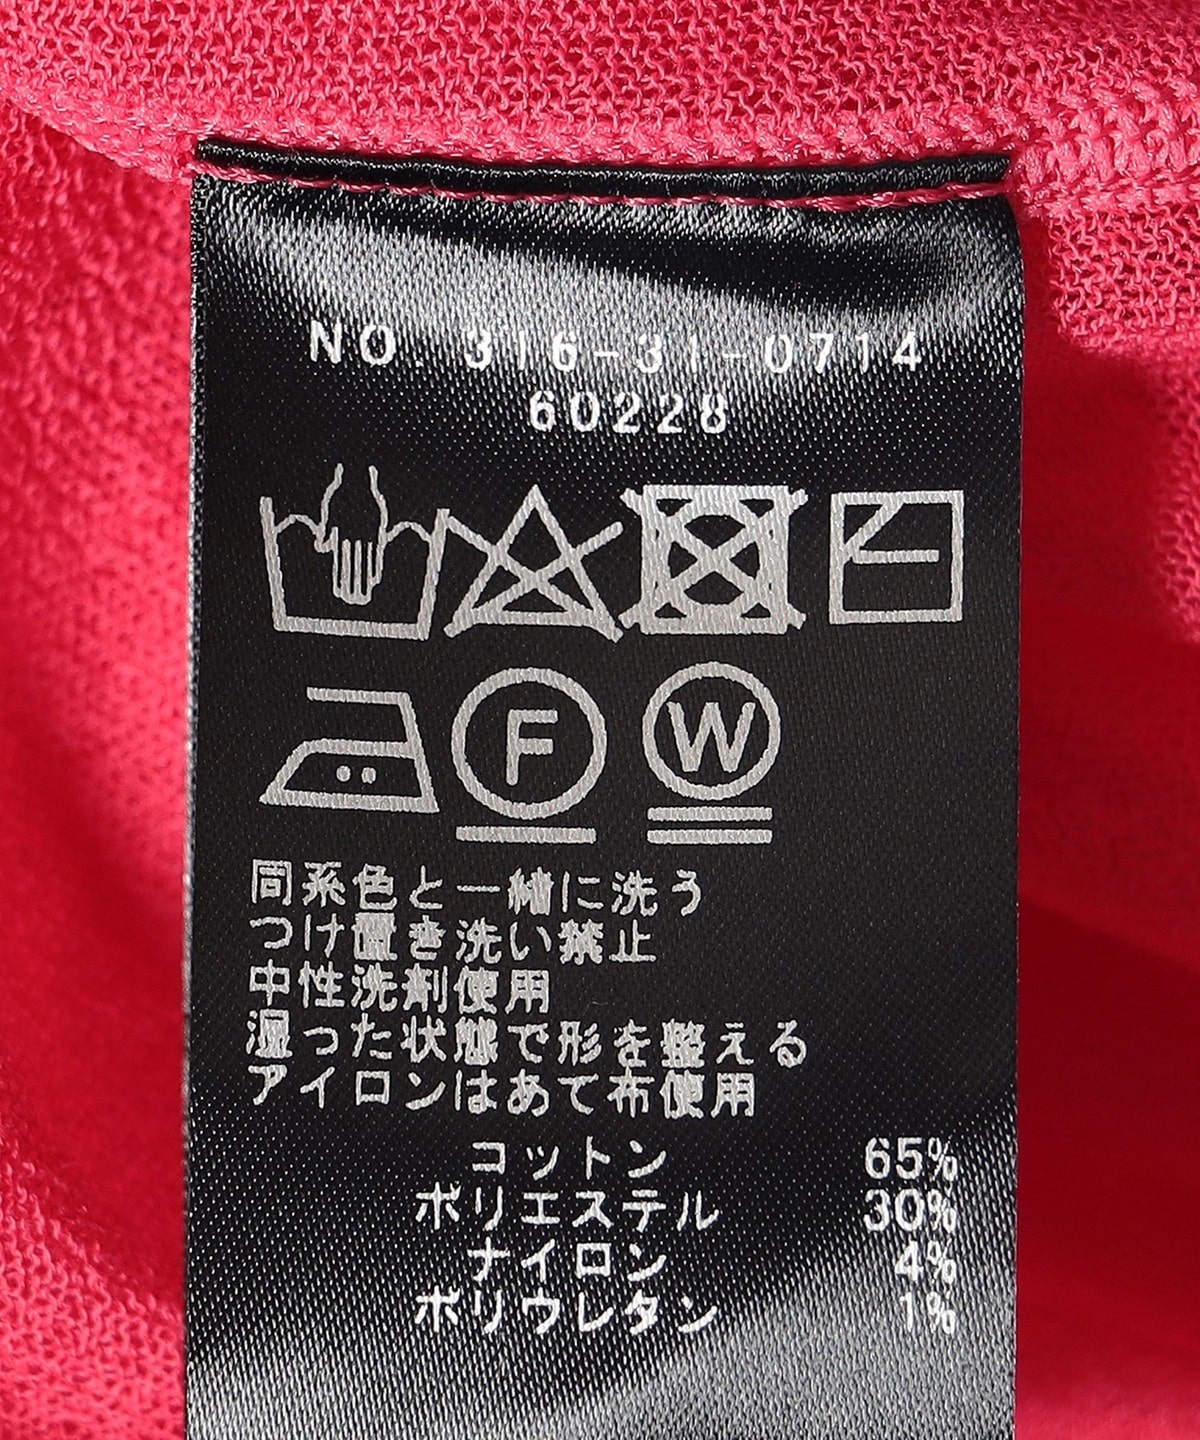 NO. 316-31-0714
60228
F W
同系色と一緒に洗う
つけ置き洗い禁止
中性洗剤使用
湿った状態で形を整える
アイロンはあて布使用
コットン 65%
ポリエステル 30%
ナイロン 4%
ポリウレタン 1%